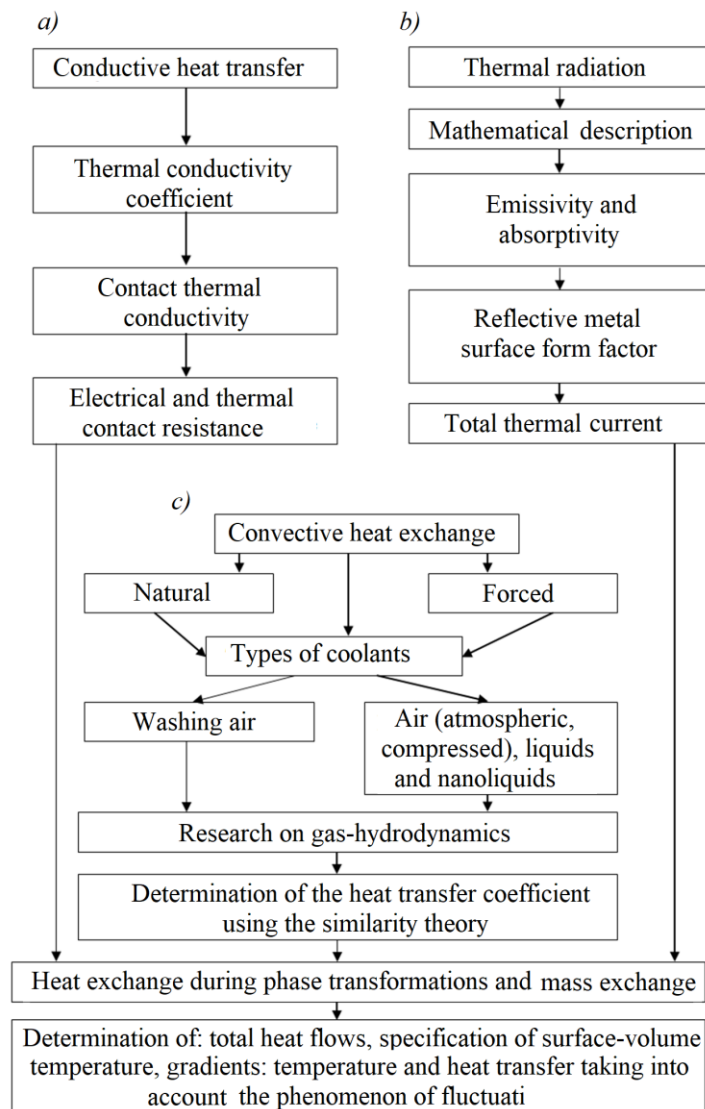 a)
Conductive heat transfer
Thermal conductivity
coefficient
Contact thermal
conductivity
Electrical and thermal
contact resistance
b)
Thermal radiation
Mathematical description
Emissivity and
absorptivity
Reflective metal
surface form factor
Total thermal current
c)
Convective heat exchange
Natural
Forced
Types of coolants
Washing air
Air (atmospheric,
compressed), liquids
and nanoliquids
Research on gas-hydrodynamics
Determination of the heat transfer coefficient
using the similarity theory
Heat exchange during phase transformations and mass exchange
Determination of: total heat flows, specification of surface-volume
temperature, gradients: temperature and heat transfer taking into
account the phenomenon of fluctuati